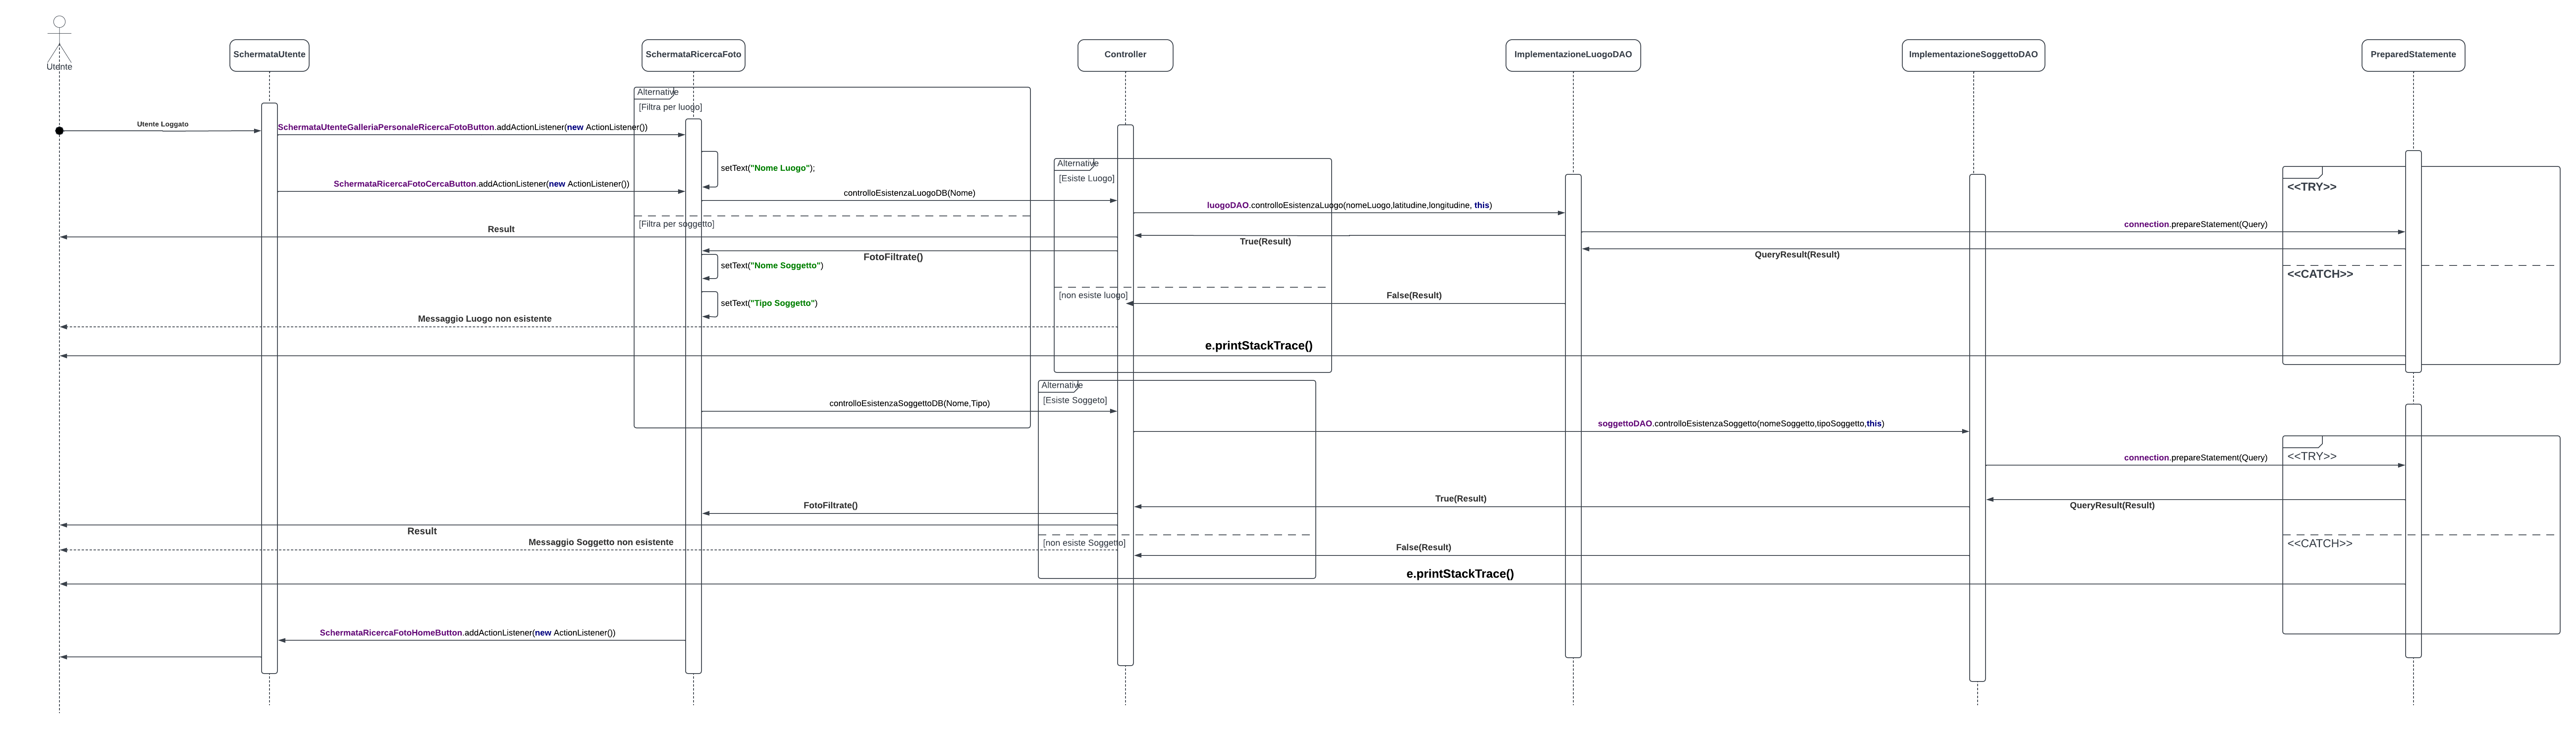 Utente
SchermataUtente
SchermataRicercaFoto
Controller
ImplementazioneLuogoDAO
ImplementazioneSoggettoDAO
PreparedStatemente
Alternative
[Filtra per luogo]
Utente Loggato
SchermataUtenteGalleriaPersonaleRicercaFotoButton.addActionListener(new ActionListener())
setText("Nome Luogo");
Alternative
[Esiste Luogo]
SchermataRicercaFotoCercaButton.addActionListener(new ActionListener())
controlloEsistenzaLuogoDB(Nome)
<<TRY>>
luogoDAO.controlloEsistenzaLuogo(nomeLuogo,latitudine,longitudine, this)
[Filtra per soggetto]
connection.prepareStatement(Query)
Result
True(Result)
FotoFiltrate()
QueryResult(Result)
setText("Nome Soggetto")
<<CATCH>>
[non esiste luogo]
False(Result)
setText("Tipo Soggetto")
Messaggio Luogo non esistente
e.printStackTrace()
Alternative
[Esiste Soggeto]
controlloEsistenzaSoggettoDB(Nome,Tipo)
soggettoDAO.controlloEsistenzaSoggetto(nomeSoggetto,tipoSoggetto,this)
<<TRY>>
connection.prepareStatement(Query)
True(Result)
FotoFiltrate()
QueryResult(Result)
Result
Messaggio Soggetto non esistente
[non esiste Soggetto]
False(Result)
<<CATCH>>
e.printStackTrace()
SchermataRicercaFotoHomeButton.addActionListener(new ActionListener())